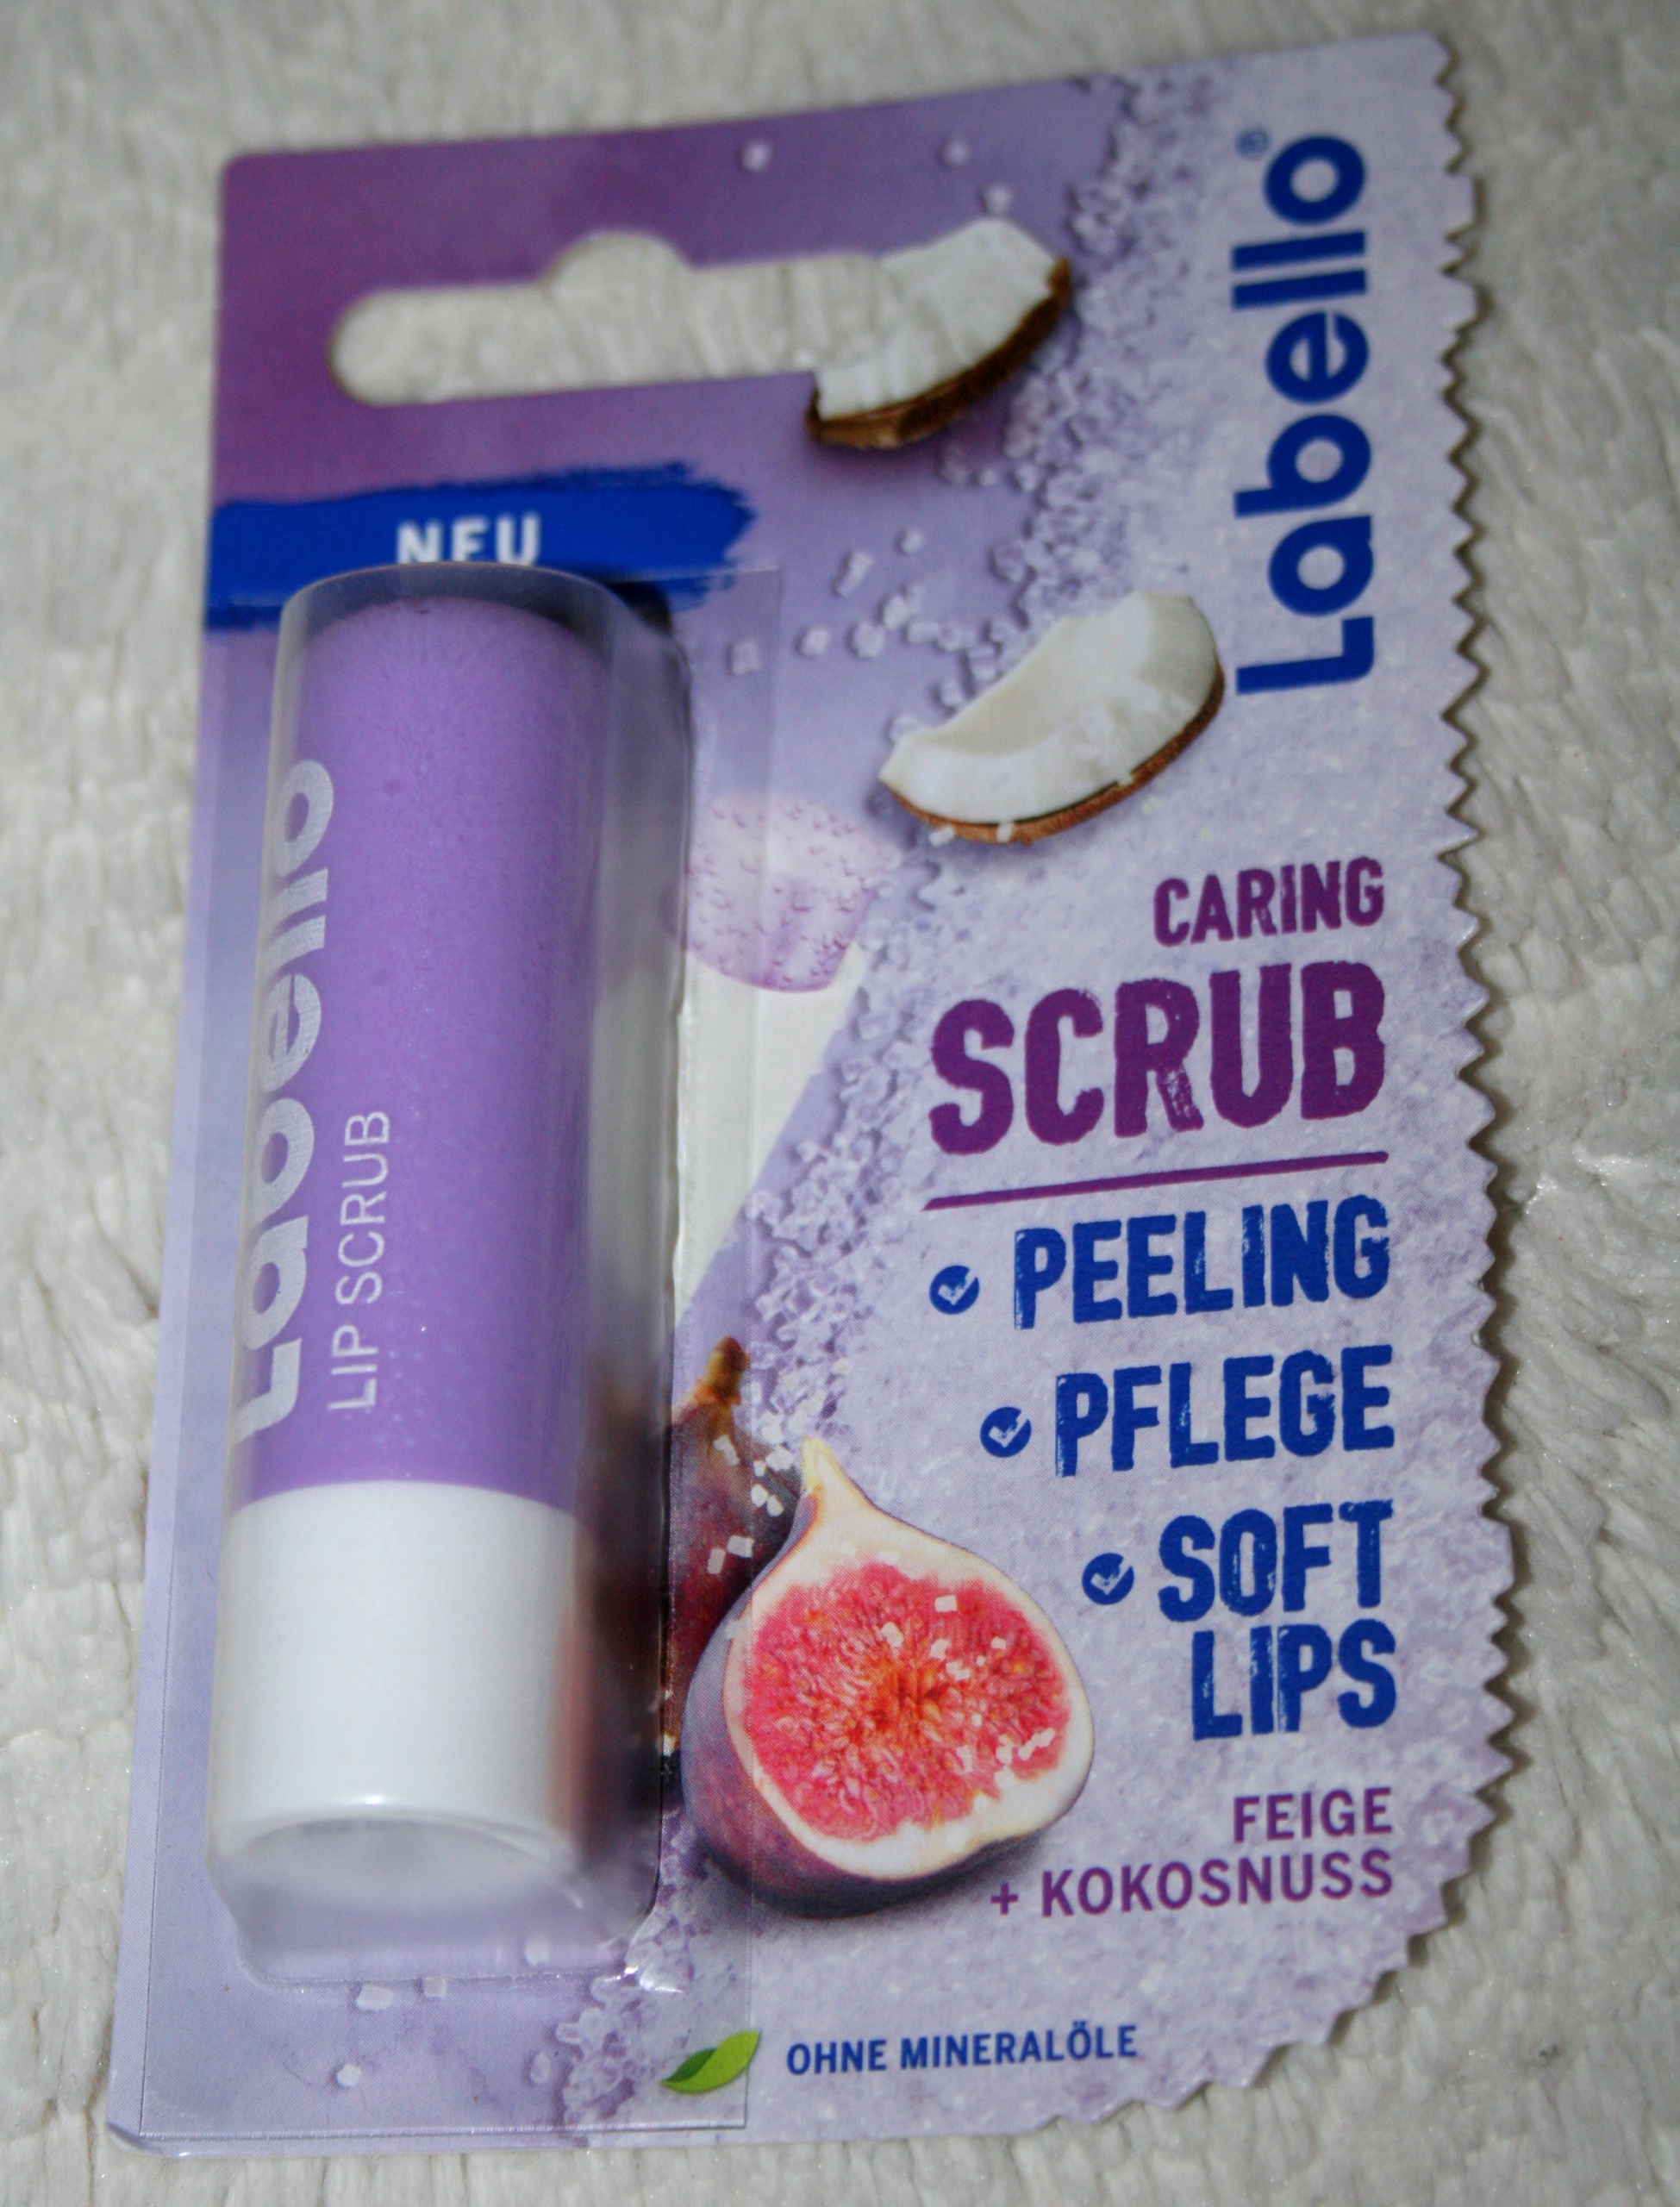 Labello®
NEU
Labello
LIP SCRUB
CARING
SCRUB
PEELING
PFLEGE
SOFT
LIPS
FEIGE
+ KOKOSNUSS
OHNE MINERALÖLE